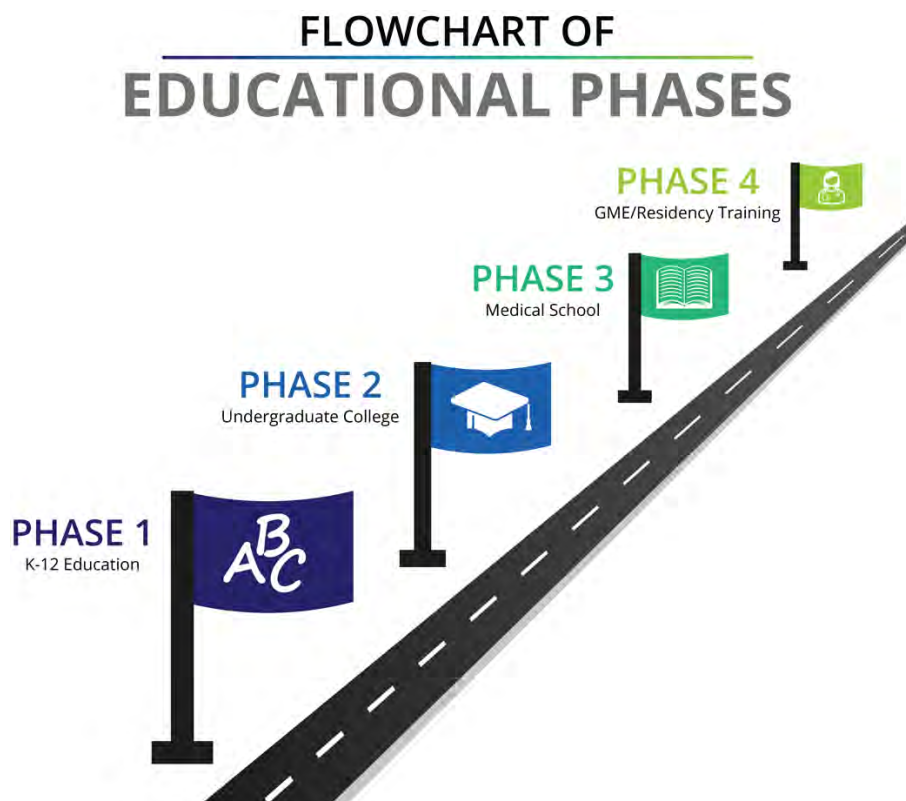 FLOWCHART OF
EDUCATIONAL PHASES
PHASE 4
GME/Residency Training
PHASE 3
Medical School
PHASE 2
Undergraduate College
PHASE 1
K-12 Education
ABC